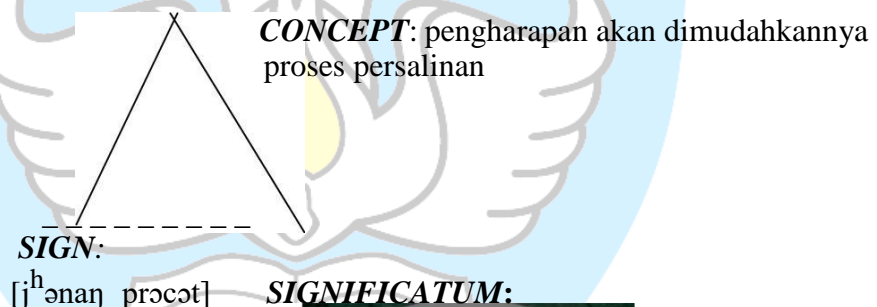 CONCEPT: pengharapan akan dimudahkannya
proses persalinan
SIGN:
[jʰənaŋ prɔcɔt] SIGNIFICATUM: